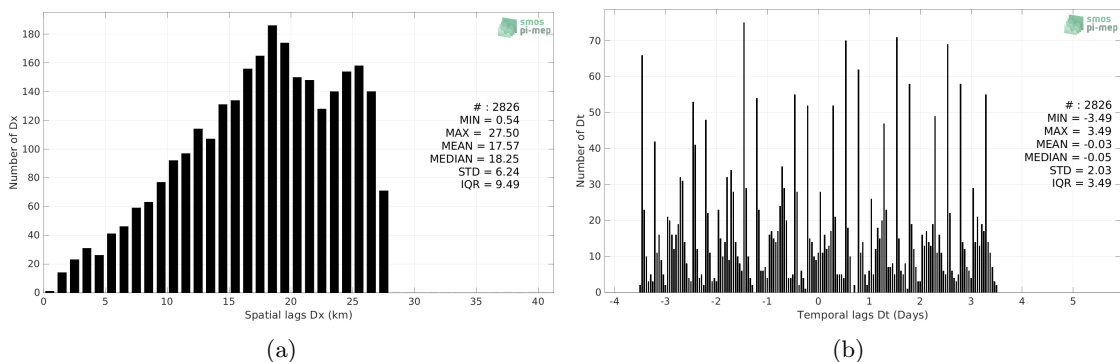 180
160
140
120
100
80
60
40
20
0
Number of Dx
smos
pi-mep
# : 2826
MIN = 0.54
MAX = 27.50
MEAN = 17.57
MEDIAN = 18.25
STD = 6.24
IQR = 9.49
0 5 10 15 20 25 30 35 40
Spatial lags Dx (km)
(a)
70
60
50
40
30
20
10
0
Number of Dt
smos
pi-mep
# : 2826
MIN = -3.49
MAX = 3.49
MEAN = -0.03
MEDIAN = -0.05
STD = 2.03
IQR = 3.49
-4 -3 -2 -1 0 1 2 3 4 5
Temporal lags Dt (Days)
(b)